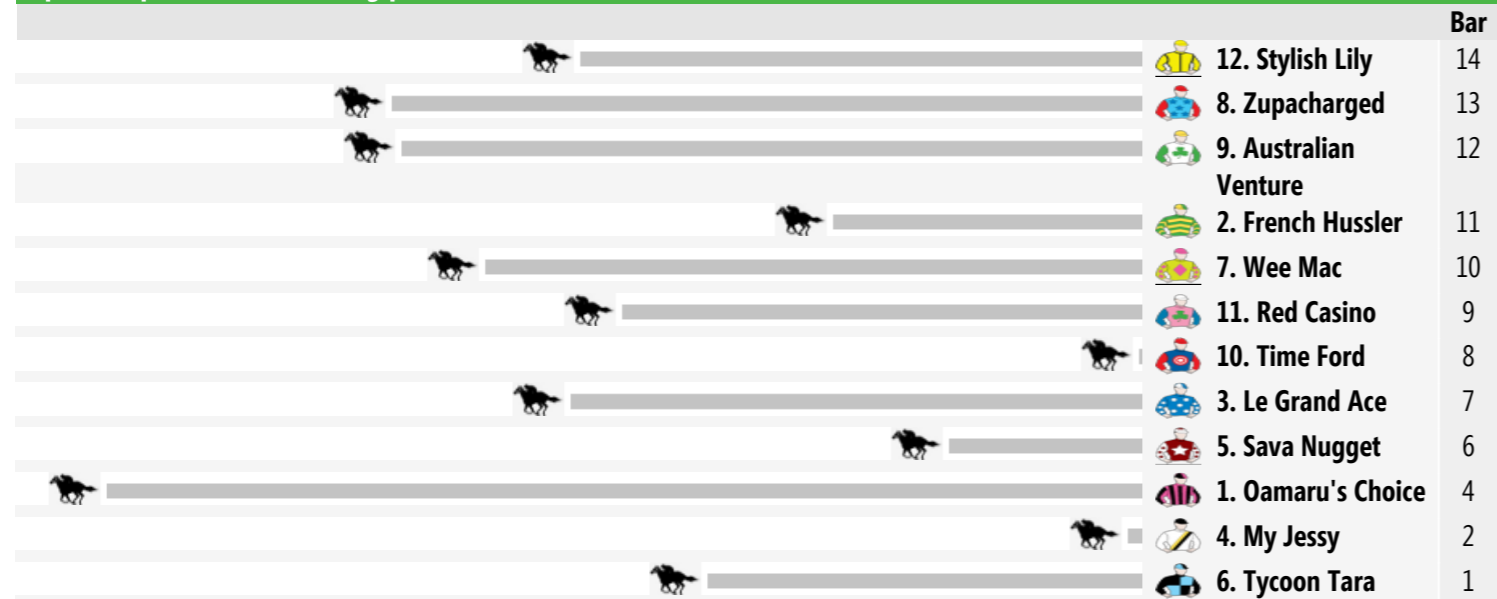 Bar
12. Stylish Lily 14
8. Zupacharged 13
9. Australian 12
Venture
2. French Hussler 11
7. Wee Mac 10
11. Red Casino 9
10. Time Ford 8
3. Le Grand Ace 7
5. Sava Nugget 6
1. Oamaru's Choice 4
4. My Jessy 2
6. Tycoon Tara 1